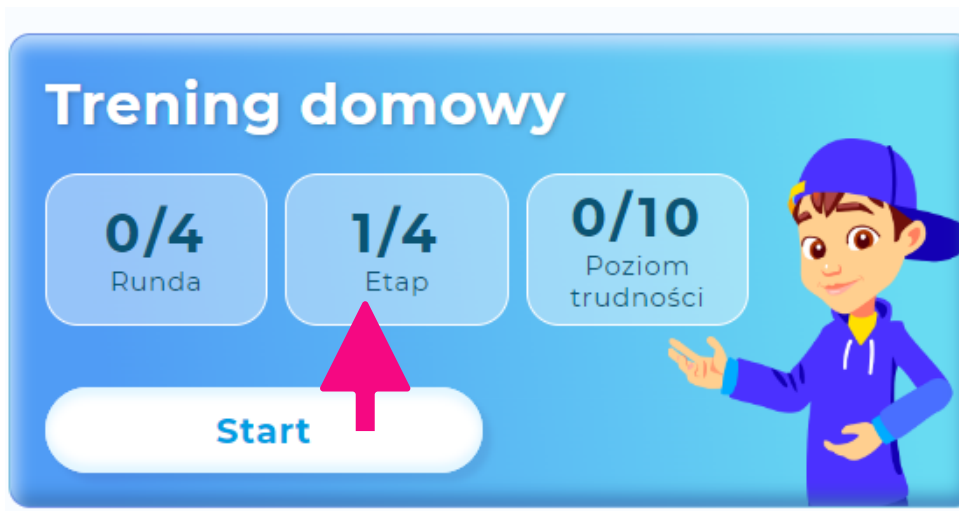 Trening domowy
0/4
Runda
1/4
Etap
0/10
Poziom
trudności
Start